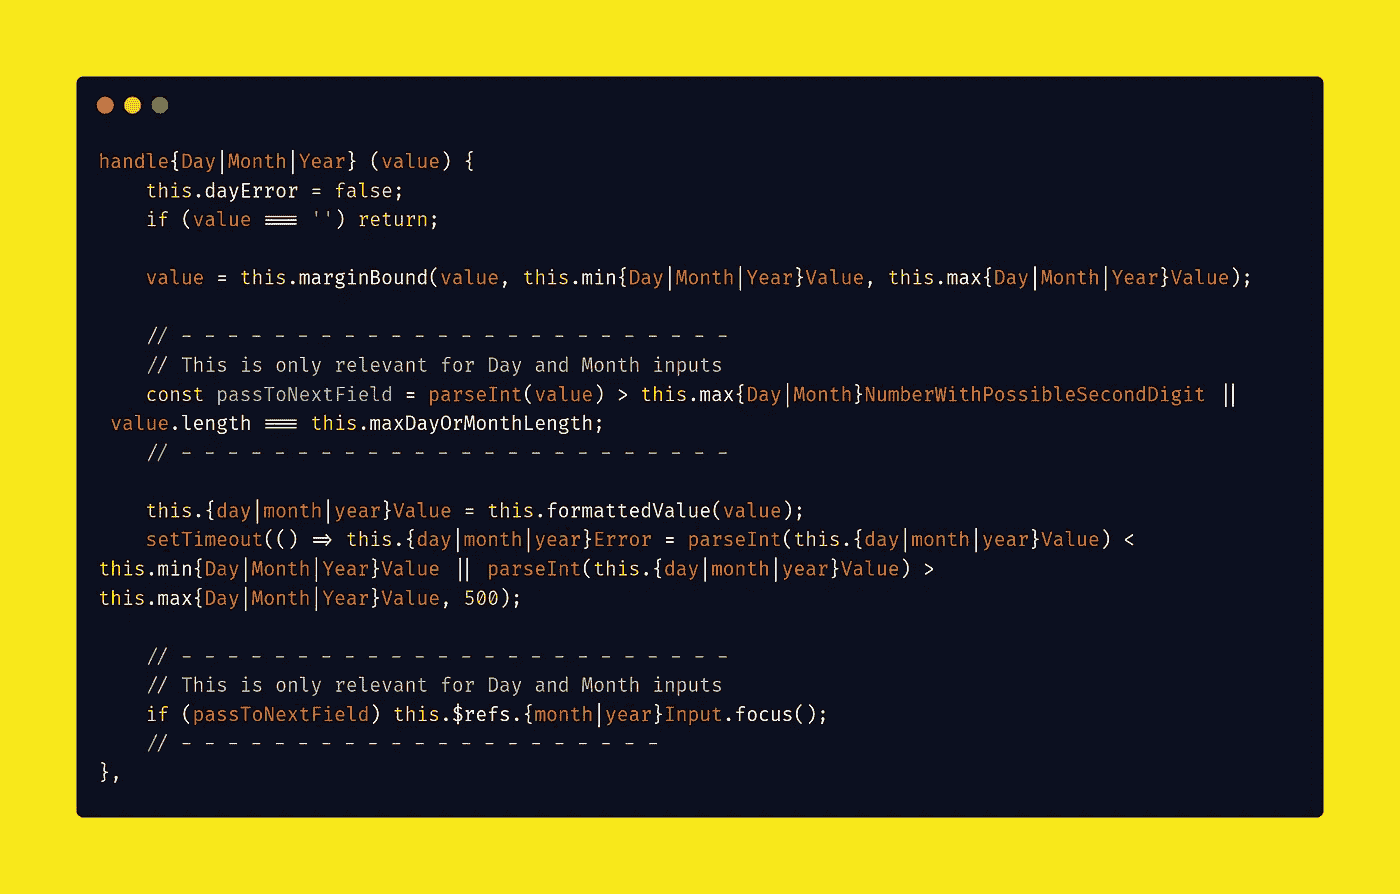 handle{Day|Month|Year} (value) {
    this.dayError = false;
    if (value === '') return;

    value = this.marginBound(value, this.min{Day|Month|Year}Value, this.max{Day|Month|Year}Value);

    // - - - - - - - - - - - - - - - - - - - - - - - -
    // This is only relevant for Day and Month inputs
    const passToNextField = parseInt(value) > this.max{Day|Month}NumberWithPossibleSecondDigit ||
 value.length === this.maxDayOrMonthLength;
    // - - - - - - - - - - - - - - - - - - - - - - - -

    this.{day|month|year}Value = this.formattedValue(value);
    setTimeout(() => this.{day|month|year}Error = parseInt(this.{day|month|year}Value) <
this.min{Day|Month|Year}Value || parseInt(this.{day|month|year}Value) >
this.max{Day|Month|Year}Value, 500);

    // - - - - - - - - - - - - - - - - - - - - - - - -
    // This is only relevant for Day and Month inputs
    if (passToNextField) this.$refs.{month|year}Input.focus();
    // - - - - - - - - - - - - - - - - - - - - -
},